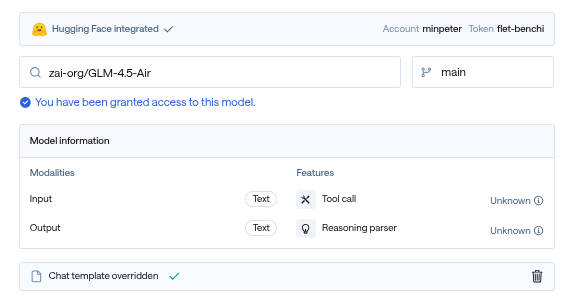 Hugging Face integrated Account minpeter Token flet-benchi
zai-org/GLM-4.5-Air main
You have been granted access to this model.
Model information
Modalities Features
Input Text Tool call Unknown
Output Text Reasoning parser Unknown
Chat template overridden